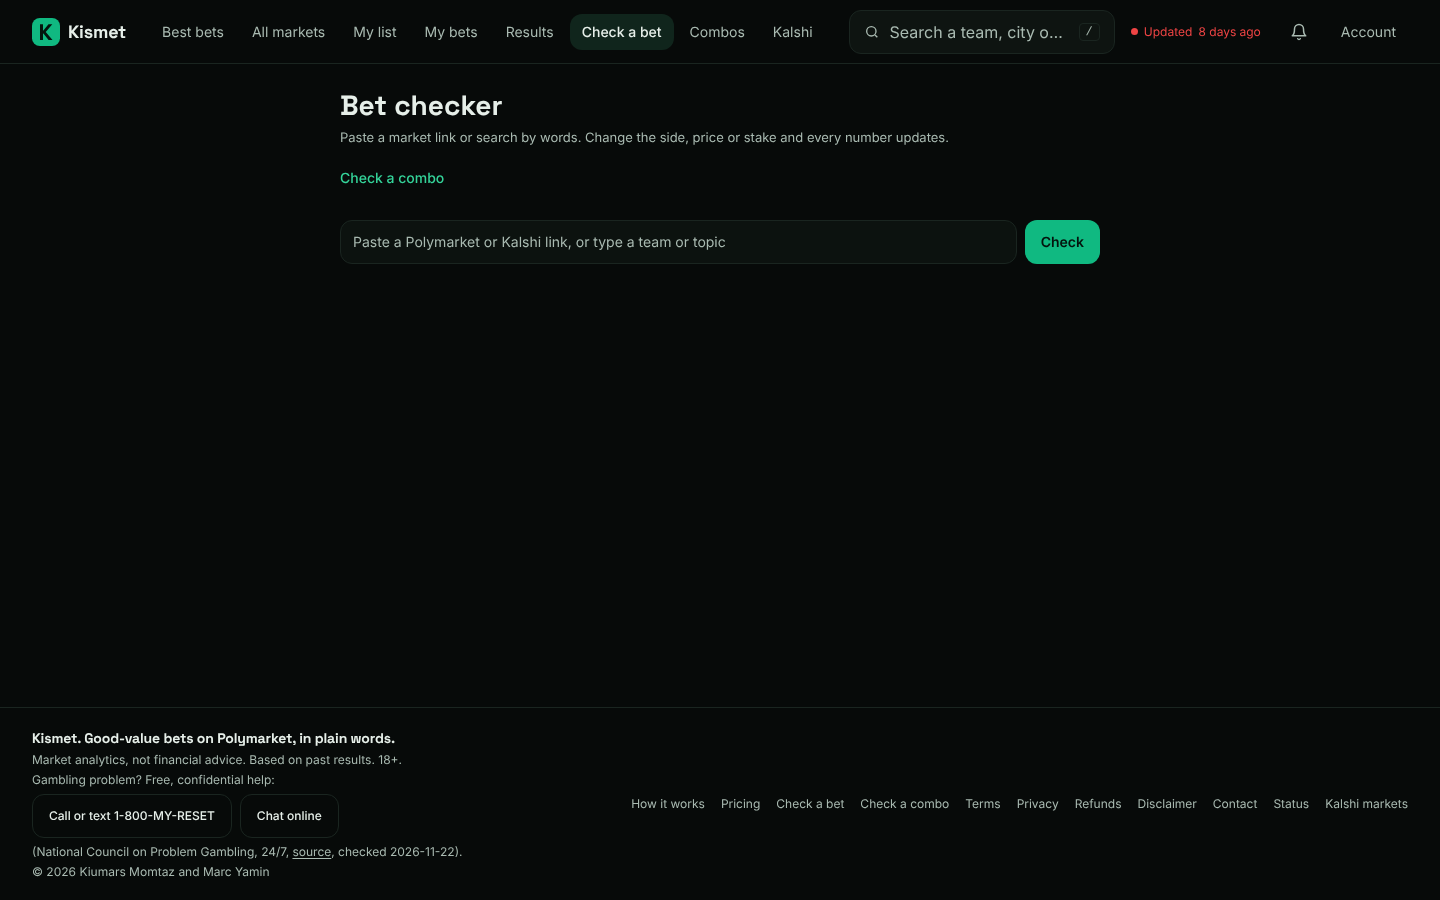 Kismet Best bets All markets My list My bets Results Check a bet Combos Kalshi Search a team, city o... / Updated 8 days ago Account
Bet checker
Paste a market link or search by words. Change the side, price or stake and every number updates.
Check a combo
Paste a Polymarket or Kalshi link, or type a team or topic Check
Kismet. Good-value bets on Polymarket, in plain words.
Market analytics, not financial advice. Based on past results. 18+.
Gambling problem? Free, confidential help:
Call or text 1-800-MY-RESET Chat online
(National Council on Problem Gambling, 24/7, source, checked 2026-11-22).
© 2026 Kiumars Momtaz and Marc Yamin
How it works Pricing Check a bet Check a combo Terms Privacy Refunds Disclaimer Contact Status Kalshi markets